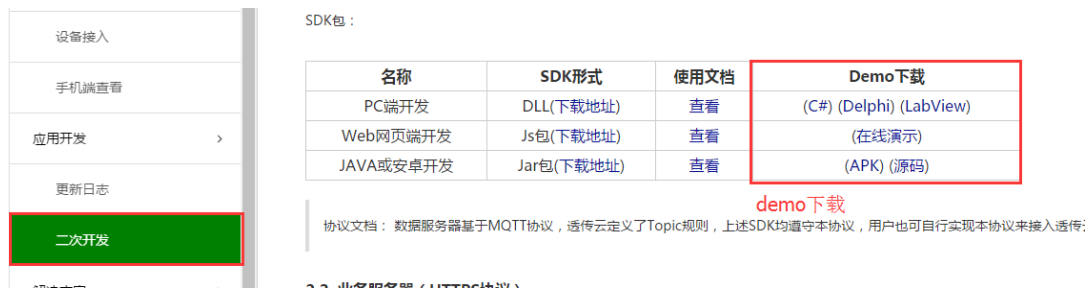 设备接入
手机端查看
应用开发
更新日志
二次开发
SDK包：
名称 SDK形式 使用文档 Demo下载
PC端开发 DLL(下载地址) 查看 (C#) (Delphi) (LabView)
Web网页端开发 Js包(下载地址) 查看 (在线演示)
JAVA或安卓开发 Jar包(下载地址) 查看 (APK) (源码)
demo下载
协议文档： 数据服务器基于MQTT协议，透传云定义了Topic规则，上述SDK均遵守本协议，用户也可自行实现本协议来接入透传云